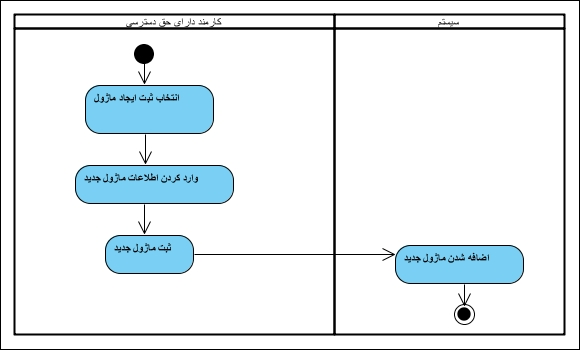 کارمند دارای حق دسترسی
سیستم
انتخاب ثبت ایجاد ماژول
وارد کردن اطلاعات ماژول جدید
ثبت ماژول جدید
اضافه شدن ماژول جدید